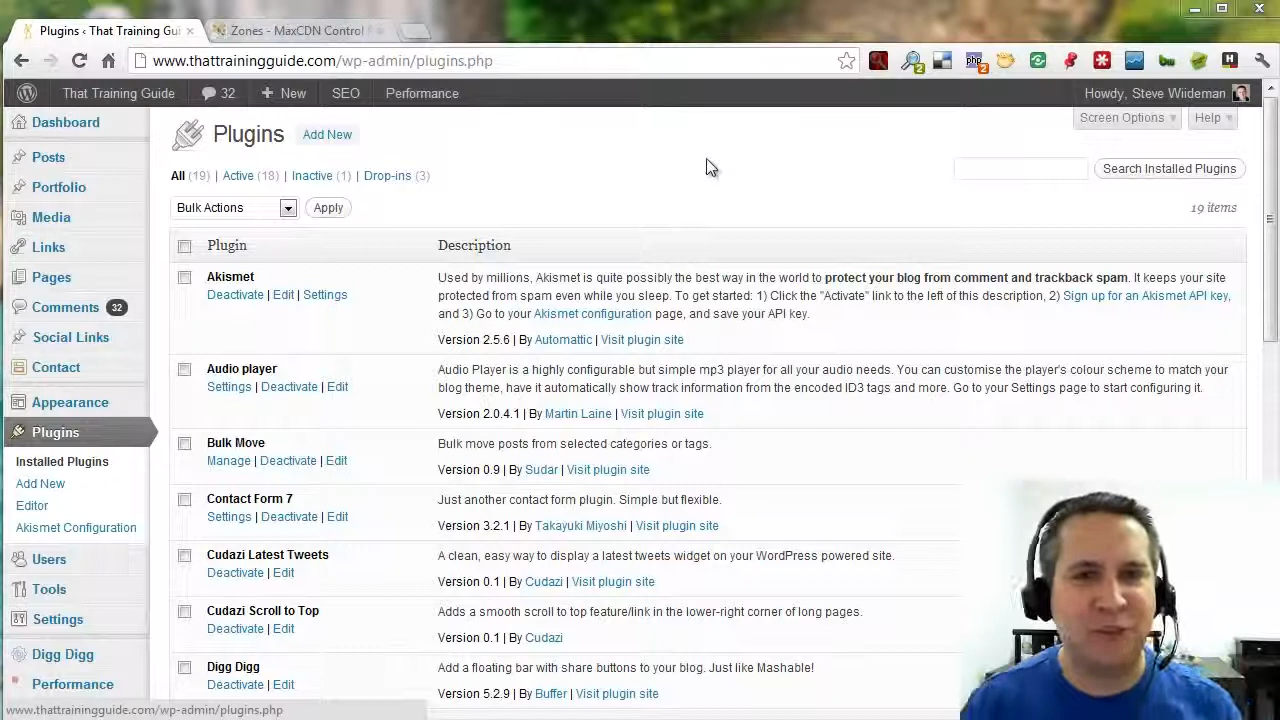 Plugins ‹ That Training Gui
Zones - MaxCDN Control
www.thattrainingguide.com/wp-admin/plugins.php
2
php
2
bu
H
That Training Guide
32
+ New
SEO
Performance
Howdy, Steve Wiideman
Dashboard
Posts
Portfolio
Media
Links
Pages
Comments 32
Social Links
Contact
Appearance
Plugins
Installed Plugins
Add New
Editor
Akismet Configuration
Users
Tools
Settings
Digg Digg
Performance
Screen Options
Help
Plugins Add New
All (19) | Active (18) | Inactive (1) | Drop-ins (3)
Search Installed Plugins
Bulk Actions
Apply
19 items
Plugin
Description
Akismet
Deactivate | Edit | Settings
Used by millions, Akismet is quite possibly the best way in the world to protect your blog from comment and trackback spam. It keeps your site
protected from spam even while you sleep. To get started: 1) Click the "Activate" link to the left of this description, 2) Sign up for an Akismet API key,
and 3) Go to your Akismet configuration page, and save your API key.
Version 2.5.6 | By Automattic | Visit plugin site
Audio player
Settings | Deactivate | Edit
Audio Player is a highly configurable but simple mp3 player for all your audio needs. You can customise the player's colour scheme to match your
blog theme, have it automatically show track information from the encoded ID3 tags and more. Go to your Settings page to start configuring it.
Version 2.0.4.1 | By Martin Laine | Visit plugin site
Bulk Move
Manage | Deactivate | Edit
Bulk move posts from selected categories or tags.
Version 0.9 | By Sudar | Visit plugin site
Contact Form 7
Settings | Deactivate | Edit
Just another contact form plugin. Simple but flexible.
Version 3.2.1 | By Takayuki Miyoshi | Visit plugin site
Cudazi Latest Tweets
Deactivate | Edit
A clean, easy way to display a latest tweets widget on your WordPress powered site.
Version 0.1 | By Cudazi | Visit plugin site
Cudazi Scroll to Top
Deactivate | Edit
Adds a smooth scroll to top feature/link in the lower-right corner of long pages.
Version 0.1 | By Cudazi
Digg Digg
Deactivate | Edit
Add a floating bar with share buttons to your blog. Just like Mashable!
Version 5.2.9 | By Buffer | Visit plugin site
thattrainingguide.com/wp-admin/plugins.php